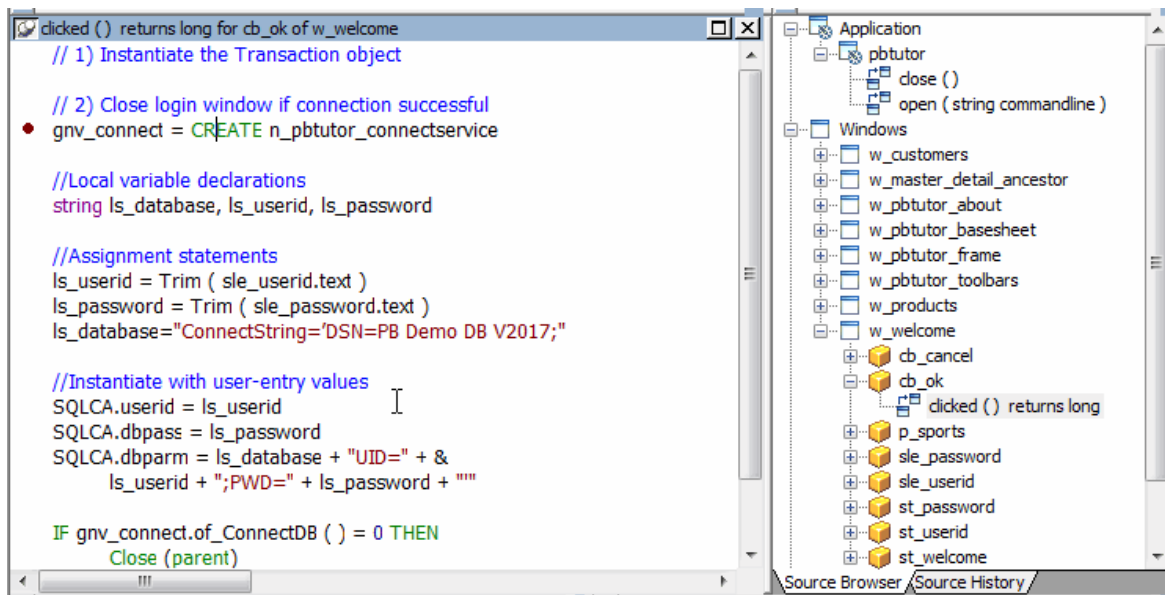 clicked ( )  returns long for cb_ok of w_welcome
// 1) Instantiate the Transaction object
// 2) Close login window if connection successful
gnv_connect = CREATE n_pbtutor_connectservice
//Local variable declarations
string ls_database, ls_userid, ls_password
//Assignment statements
ls_userid = Trim ( sle_userid.text )
ls_password = Trim ( sle_password.text )
ls_database="ConnectString='DSN=PB Demo DB V2017;"
//Instantiate with user-entry values
SQLCA.userid = ls_userid
SQLCA.dbpass = ls_password
SQLCA.dbparm = ls_database + "UID=" + &
ls_userid + ";PWD=" + ls_password + "'"
IF gnv_connect.of_ConnectDB ( ) = 0 THEN
Close (parent)
Application
pbtutor
close ( )
open ( string commandline )
Windows
w_customers
w_master_detail_ancestor
w_pbtutor_about
w_pbtutor_basesheet
w_pbtutor_frame
w_pbtutor_toolbars
w_products
w_welcome
cb_cancel
cb_ok
clicked ( )  returns long
p_sports
sle_password
sle_userid
st_password
st_userid
st_welcome
Source Browser Source History